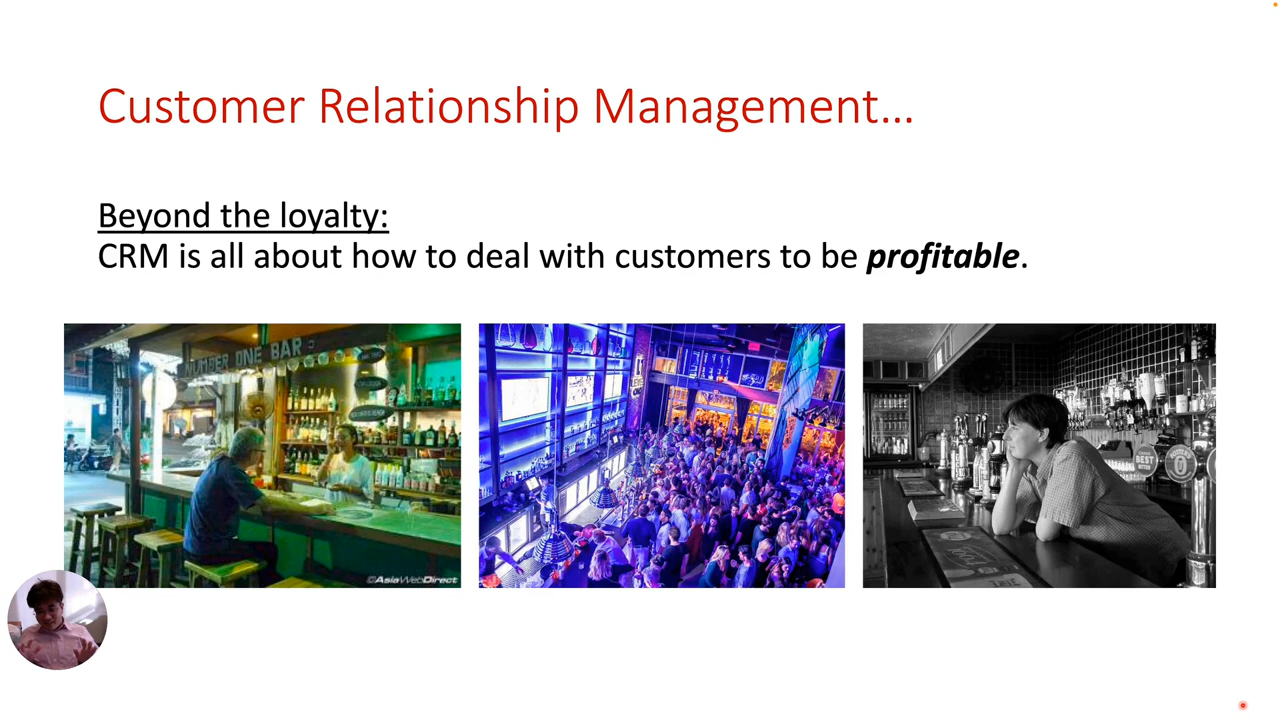 Customer Relationship Management...
Beyond the loyalty:
CRM is all about how to deal with customers to be profitable.
NUMBER ONE BAR
©AsiaWebDirect
BEST